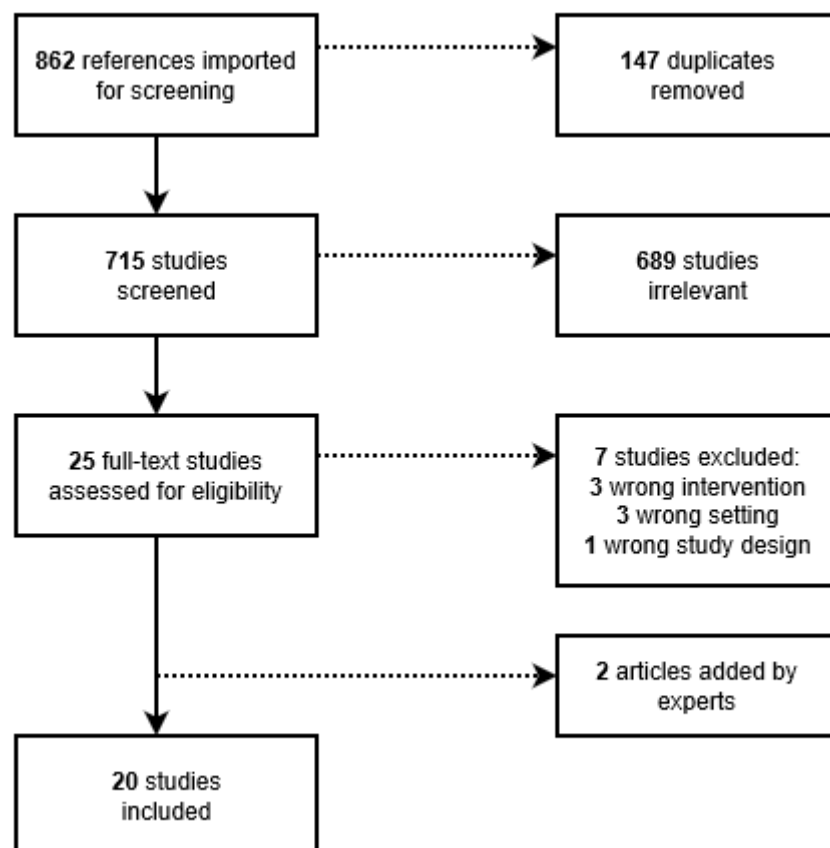 862 references imported
for screening
147 duplicates
removed
715 studies
screened
689 studies
irrelevant
25 full-text studies
assessed for eligibility
7 studies excluded:
3 wrong intervention
3 wrong setting
1 wrong study design
2 articles added by
experts
20 studies
included